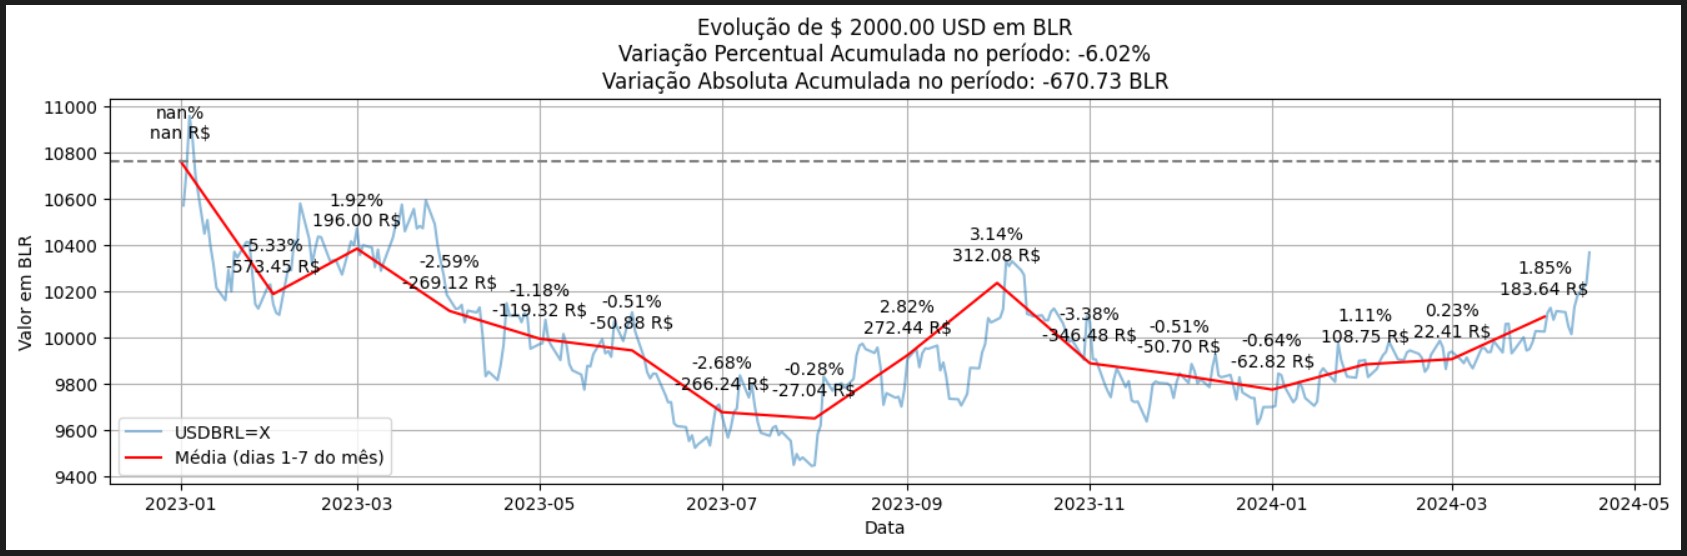 Evolução de $ 2000.00 USD em BLR
Variação Percentual Acumulada no período: -6.02%
Variação Absoluta Acumulada no período: -670.73 BLR
Valor em BLR
11000
10800
10600
10400
10200
10000
9800
9600
9400
nan%
nan R$
-5.33%
-573.45 R$
1.92%
196.00 R$
-2.59%
-269.12 R$
-1.18%
-119.32 R$
-0.51%
-50.88 R$
-2.68%
-266.24 R$
-0.28%
-27.04 R$
2.82%
272.44 R$
3.14%
312.08 R$
-3.38%
-346.48 R$
-0.51%
-50.70 R$
-0.64%
-62.82 R$
1.11%
108.75 R$
0.23%
22.41 R$
1.85%
183.64 R$
USDBRL=X
Média (dias 1-7 do mês)
2023-01
2023-03
2023-05
2023-07
2023-09
2023-11
2024-01
2024-03
2024-05
Data